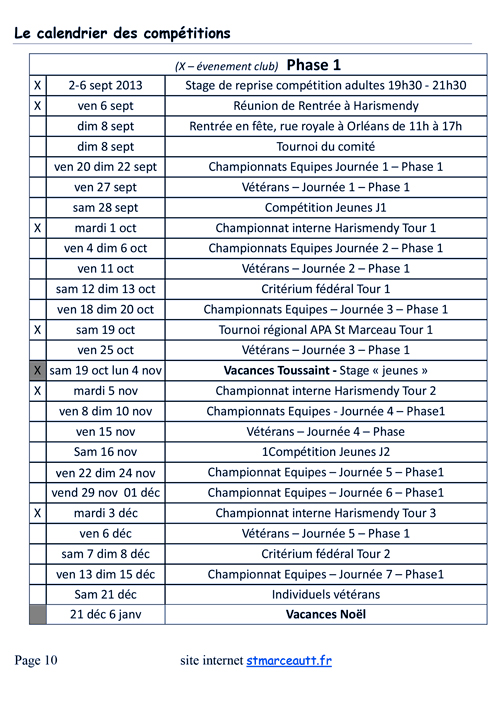 Le calendrier des compétitions
(X – évenement club) Phase 1
X 2-6 sept 2013 Stage de reprise compétition adultes 19h30 - 21h30
X ven 6 sept Réunion de Rentrée à Harismendy
dim 8 sept Rentrée en fête, rue royale à Orléans de 11h à 17h
dim 8 sept Tournoi du comité
ven 20 dim 22 sept Championnats Equipes Journée 1 – Phase 1
ven 27 sept Vétérans – Journée 1 – Phase 1
sam 28 sept Compétition Jeunes J1
X mardi 1 oct Championnat interne Harismendy Tour 1
ven 4 dim 6 oct Championnats Equipes Journée 2 – Phase 1
ven 11 oct Vétérans – Journée 2 – Phase 1
sam 12 dim 13 oct Critérium fédéral Tour 1
ven 18 dim 20 oct Championnats Equipes – Journée 3 – Phase 1
X sam 19 oct Tournoi régional APA St Marceau Tour 1
ven 25 oct Vétérans – Journée 3 – Phase 1
X sam 19 oct lun 4 nov Vacances Toussaint - Stage « jeunes »
X mardi 5 nov Championnat interne Harismendy Tour 2
ven 8 dim 10 nov Championnats Equipes - Journée 4 – Phase1
ven 15 nov Vétérans – Journée 4 – Phase
Sam 16 nov 1Compétition Jeunes J2
ven 22 dim 24 nov Championnat Equipes – Journée 5 – Phase1
vend 29 nov 01 déc Championnat Equipes – Journée 6 – Phase1
X mardi 3 déc Championnat interne Harismendy Tour 3
ven 6 déc Vétérans – Journée 5 – Phase 1
sam 7 dim 8 déc Critérium fédéral Tour 2
ven 13 dim 15 déc Championnat Equipes – Journée 7 – Phase1
Sam 21 déc Individuels vétérans
21 déc 6 janv Vacances Noël
Page 10 site internet stmarceautt.fr